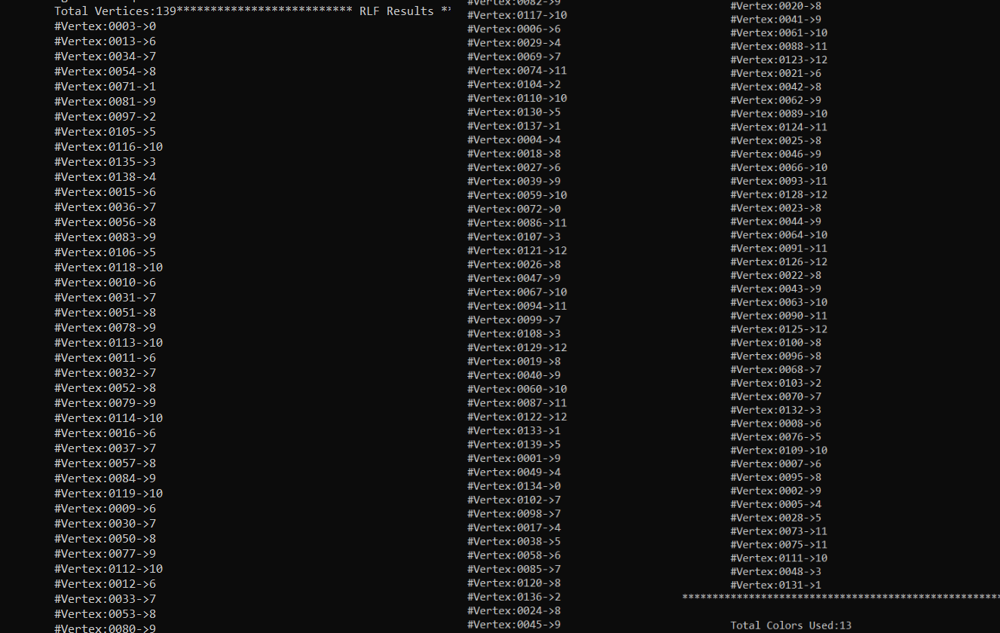 Total Vertices:139************************** RLF Results **
#Vertex:0003->0
#Vertex:0013->6
#Vertex:0034->7
#Vertex:0054->8
#Vertex:0071->1
#Vertex:0081->9
#Vertex:0097->2
#Vertex:0105->5
#Vertex:0116->10
#Vertex:0135->3
#Vertex:0138->4
#Vertex:0015->6
#Vertex:0036->7
#Vertex:0056->8
#Vertex:0083->9
#Vertex:0106->5
#Vertex:0118->10
#Vertex:0010->6
#Vertex:0031->7
#Vertex:0051->8
#Vertex:0078->9
#Vertex:0113->10
#Vertex:0011->6
#Vertex:0032->7
#Vertex:0052->8
#Vertex:0079->9
#Vertex:0114->10
#Vertex:0016->6
#Vertex:0037->7
#Vertex:0057->8
#Vertex:0084->9
#Vertex:0119->10
#Vertex:0009->6
#Vertex:0030->7
#Vertex:0050->8
#Vertex:0077->9
#Vertex:0112->10
#Vertex:0012->6
#Vertex:0033->7
#Vertex:0053->8
#Vertex:0080->9
#Vertex:0082->9
#Vertex:0117->10
#Vertex:0006->6
#Vertex:0029->4
#Vertex:0069->7
#Vertex:0074->11
#Vertex:0104->2
#Vertex:0110->10
#Vertex:0130->5
#Vertex:0137->1
#Vertex:0004->4
#Vertex:0018->8
#Vertex:0027->6
#Vertex:0039->9
#Vertex:0059->10
#Vertex:0072->0
#Vertex:0086->11
#Vertex:0107->3
#Vertex:0121->12
#Vertex:0026->8
#Vertex:0047->9
#Vertex:0067->10
#Vertex:0094->11
#Vertex:0099->7
#Vertex:0108->3
#Vertex:0129->12
#Vertex:0019->8
#Vertex:0040->9
#Vertex:0060->10
#Vertex:0087->11
#Vertex:0122->12
#Vertex:0133->1
#Vertex:0139->5
#Vertex:0001->9
#Vertex:0049->4
#Vertex:0134->0
#Vertex:0102->7
#Vertex:0098->7
#Vertex:0017->4
#Vertex:0038->5
#Vertex:0058->6
#Vertex:0085->7
#Vertex:0120->8
#Vertex:0136->2
#Vertex:0024->8
#Vertex:0045->9
#Vertex:0020->8
#Vertex:0041->9
#Vertex:0061->10
#Vertex:0088->11
#Vertex:0123->12
#Vertex:0021->6
#Vertex:0042->8
#Vertex:0062->9
#Vertex:0089->10
#Vertex:0124->11
#Vertex:0025->8
#Vertex:0046->9
#Vertex:0066->10
#Vertex:0093->11
#Vertex:0128->12
#Vertex:0023->8
#Vertex:0044->9
#Vertex:0064->10
#Vertex:0091->11
#Vertex:0126->12
#Vertex:0022->8
#Vertex:0043->9
#Vertex:0063->10
#Vertex:0090->11
#Vertex:0125->12
#Vertex:0100->8
#Vertex:0096->8
#Vertex:0068->7
#Vertex:0103->2
#Vertex:0070->7
#Vertex:0132->3
#Vertex:0008->6
#Vertex:0076->5
#Vertex:0109->10
#Vertex:0007->6
#Vertex:0095->8
#Vertex:0002->9
#Vertex:0005->4
#Vertex:0028->5
#Vertex:0073->11
#Vertex:0075->11
#Vertex:0111->10
#Vertex:0048->3
#Vertex:0131->1
*****************************************************
Total Colors Used:13